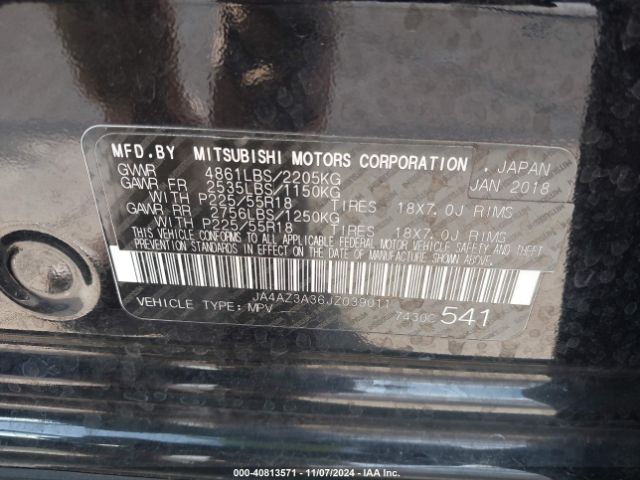 MFD.BY MITSUBISHI MOTORS CORPORATION , JAPAN
GVWR 4861LBS/2205KG JAN 2018
GAWR FR 2535LBS/1150KG
WITH P225/55R18 TIRES 18X7.0J RIMS
GAWR RR 2756LBS/1250KG
WITH P225/55R18 TIRES 18X7.0J RIMS
THIS VEHICLE CONFORMS TO ALL APPLICABLE FEDERAL MOTOR VEHICLE SAFETY AND THEFT
PREVENTION STANDARDS IN EFFECT ON THE DATE OF MANUFACTURE SHOWN ABOVE.
JA4AZ3A36JZ039011
VEHICLE TYPE: MPV 7430C 541
000-40813571 - 11/07/2024 - IAA Inc.